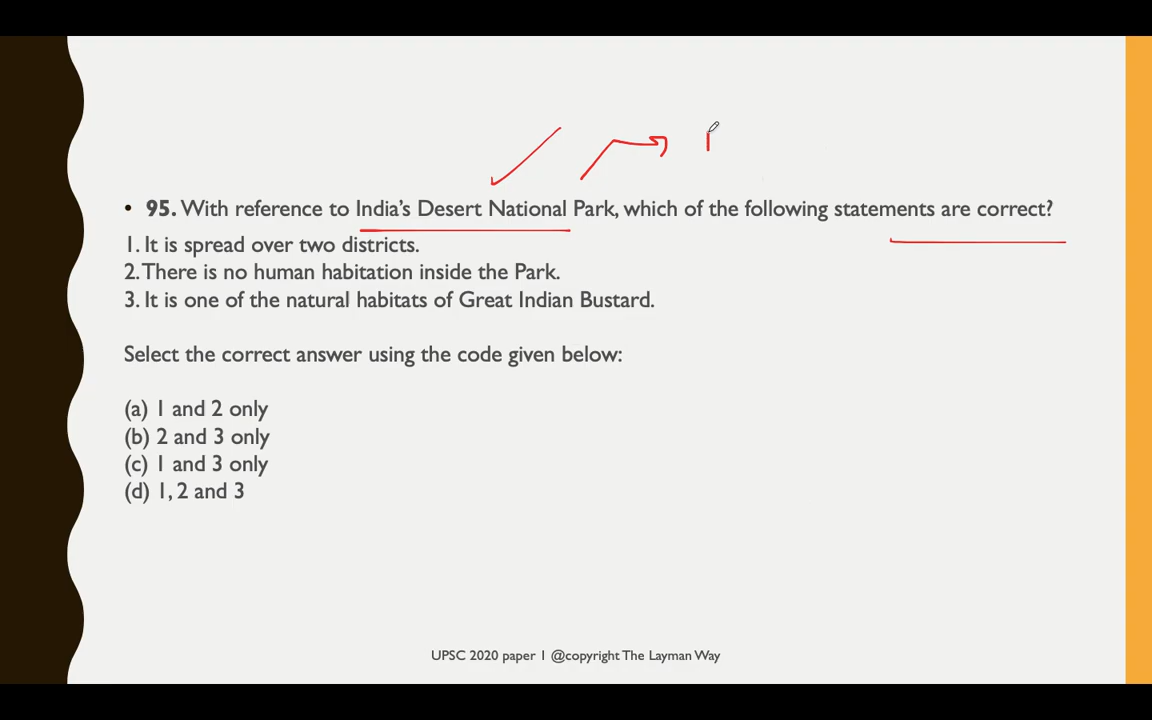 • 95. With reference to India's Desert National Park, which of the following statements are correct?
1. It is spread over two districts.
2. There is no human habitation inside the Park.
3. It is one of the natural habitats of Great Indian Bustard.
Select the correct answer using the code given below:
(a) 1 and 2 only
(b) 2 and 3 only
(c) 1 and 3 only
(d) 1, 2 and 3
UPSC 2020 paper 1 @copyright The Layman Way